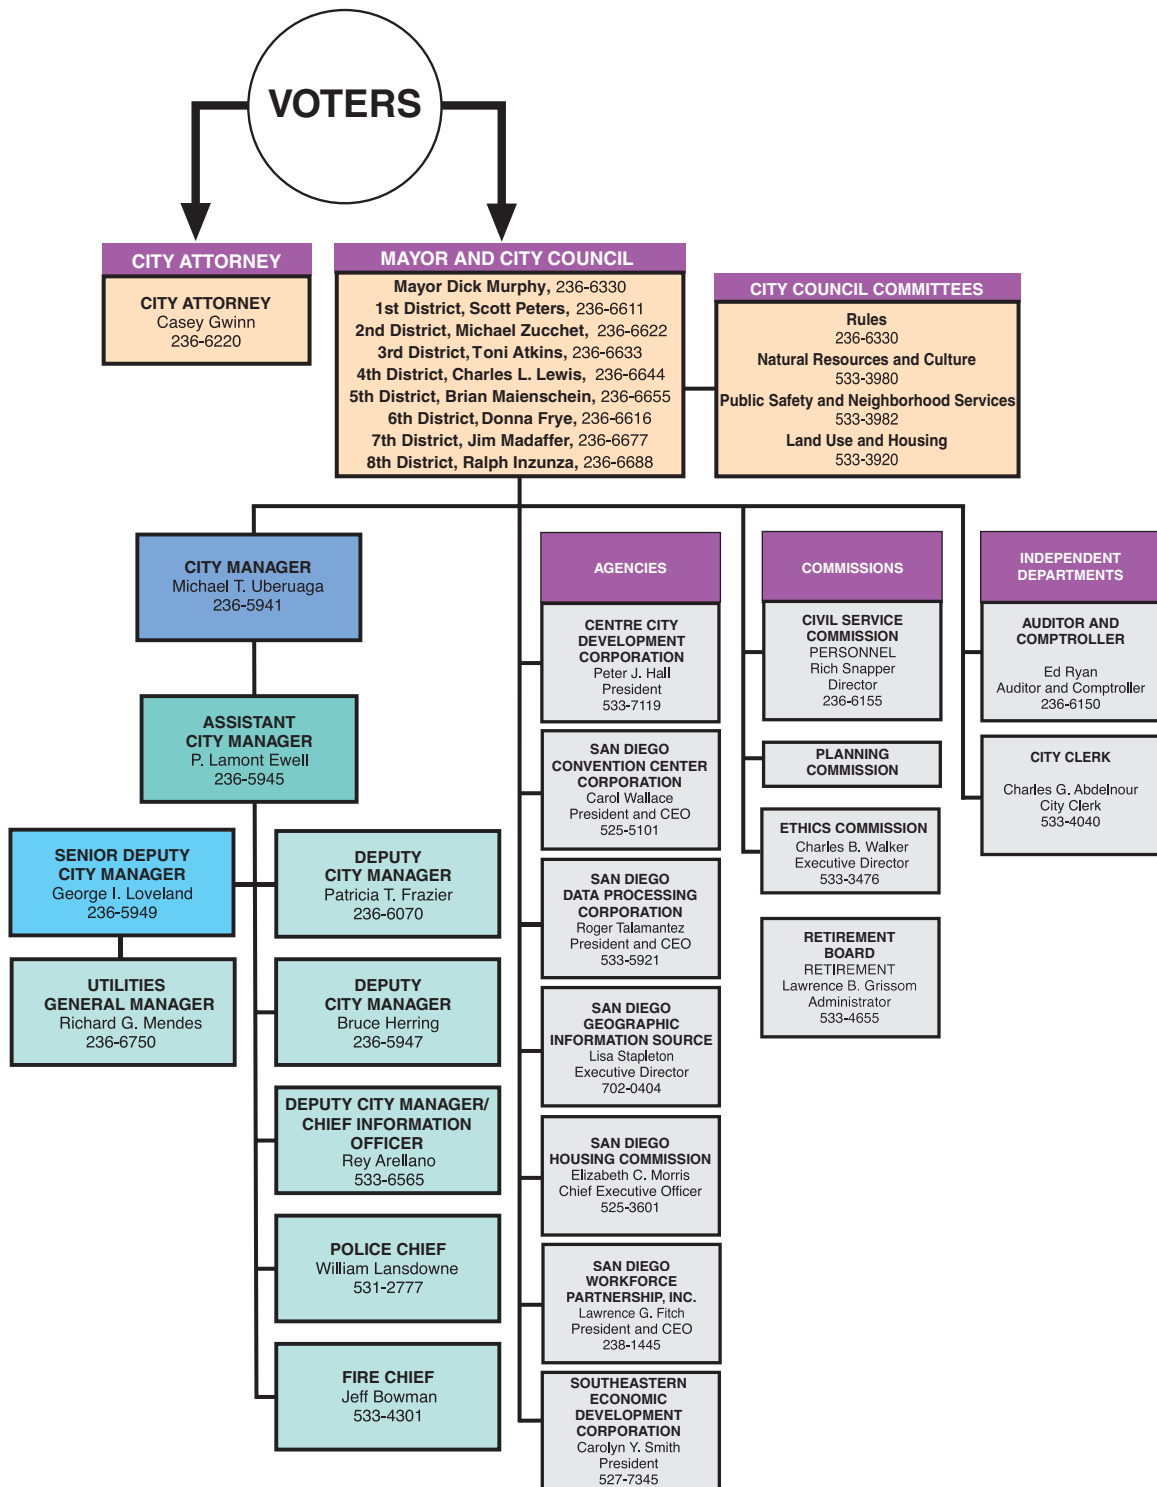 VOTERS
CITY ATTORNEY
CITY ATTORNEY
Casey Gwinn
236-6220
MAYOR AND CITY COUNCIL
Mayor Dick Murphy, 236-6330
1st District, Scott Peters, 236-6611
2nd District, Michael Zucchet, 236-6622
3rd District, Toni Atkins, 236-6633
4th District, Charles L. Lewis, 236-6644
5th District, Brian Maienschein, 236-6655
6th District, Donna Frye, 236-6616
7th District, Jim Madaffer, 236-6677
8th District, Ralph Inzunza, 236-6688
CITY COUNCIL COMMITTEES
Rules
236-6330
Natural Resources and Culture
533-3980
Public Safety and Neighborhood Services
533-3982
Land Use and Housing
533-3920
CITY MANAGER
Michael T. Uberuaga
236-5941
ASSISTANT
CITY MANAGER
P. Lamont Ewell
236-5945
SENIOR DEPUTY
CITY MANAGER
George I. Loveland
236-5949
UTILITIES
GENERAL MANAGER
Richard G. Mendes
236-6750
DEPUTY
CITY MANAGER
Patricia T. Frazier
236-6070
DEPUTY
CITY MANAGER
Bruce Herring
236-5947
DEPUTY CITY MANAGER/
CHIEF INFORMATION
OFFICER
Rey Arellano
533-6565
POLICE CHIEF
William Lansdowne
531-2777
FIRE CHIEF
Jeff Bowman
533-4301
AGENCIES
CENTRE CITY
DEVELOPMENT
CORPORATION
Peter J. Hall
President
533-7119
SAN DIEGO
CONVENTION CENTER
CORPORATION
Carol Wallace
President and CEO
525-5101
SAN DIEGO
DATA PROCESSING
CORPORATION
Roger Talamantez
President and CEO
533-5921
SAN DIEGO
GEOGRAPHIC
INFORMATION SOURCE
Lisa Stapleton
Executive Director
702-0404
SAN DIEGO
HOUSING COMMISSION
Elizabeth C. Morris
Chief Executive Officer
525-3601
SAN DIEGO
WORKFORCE
PARTNERSHIP, INC.
Lawrence G. Fitch
President and CEO
238-1445
SOUTHEASTERN
ECONOMIC
DEVELOPMENT
CORPORATION
Carolyn Y. Smith
President
527-7345
COMMISSIONS
CIVIL SERVICE
COMMISSION
PERSONNEL
Rich Snapper
Director
236-6155
PLANNING
COMMISSION
ETHICS COMMISSION
Charles B. Walker
Executive Director
533-3476
RETIREMENT
BOARD
RETIREMENT
Lawrence B. Grissom
Administrator
533-4655
INDEPENDENT
DEPARTMENTS
AUDITOR AND
COMPTROLLER
Ed Ryan
Auditor and Comptroller
236-6150
CITY CLERK
Charles G. Abdelnour
City Clerk
533-4040